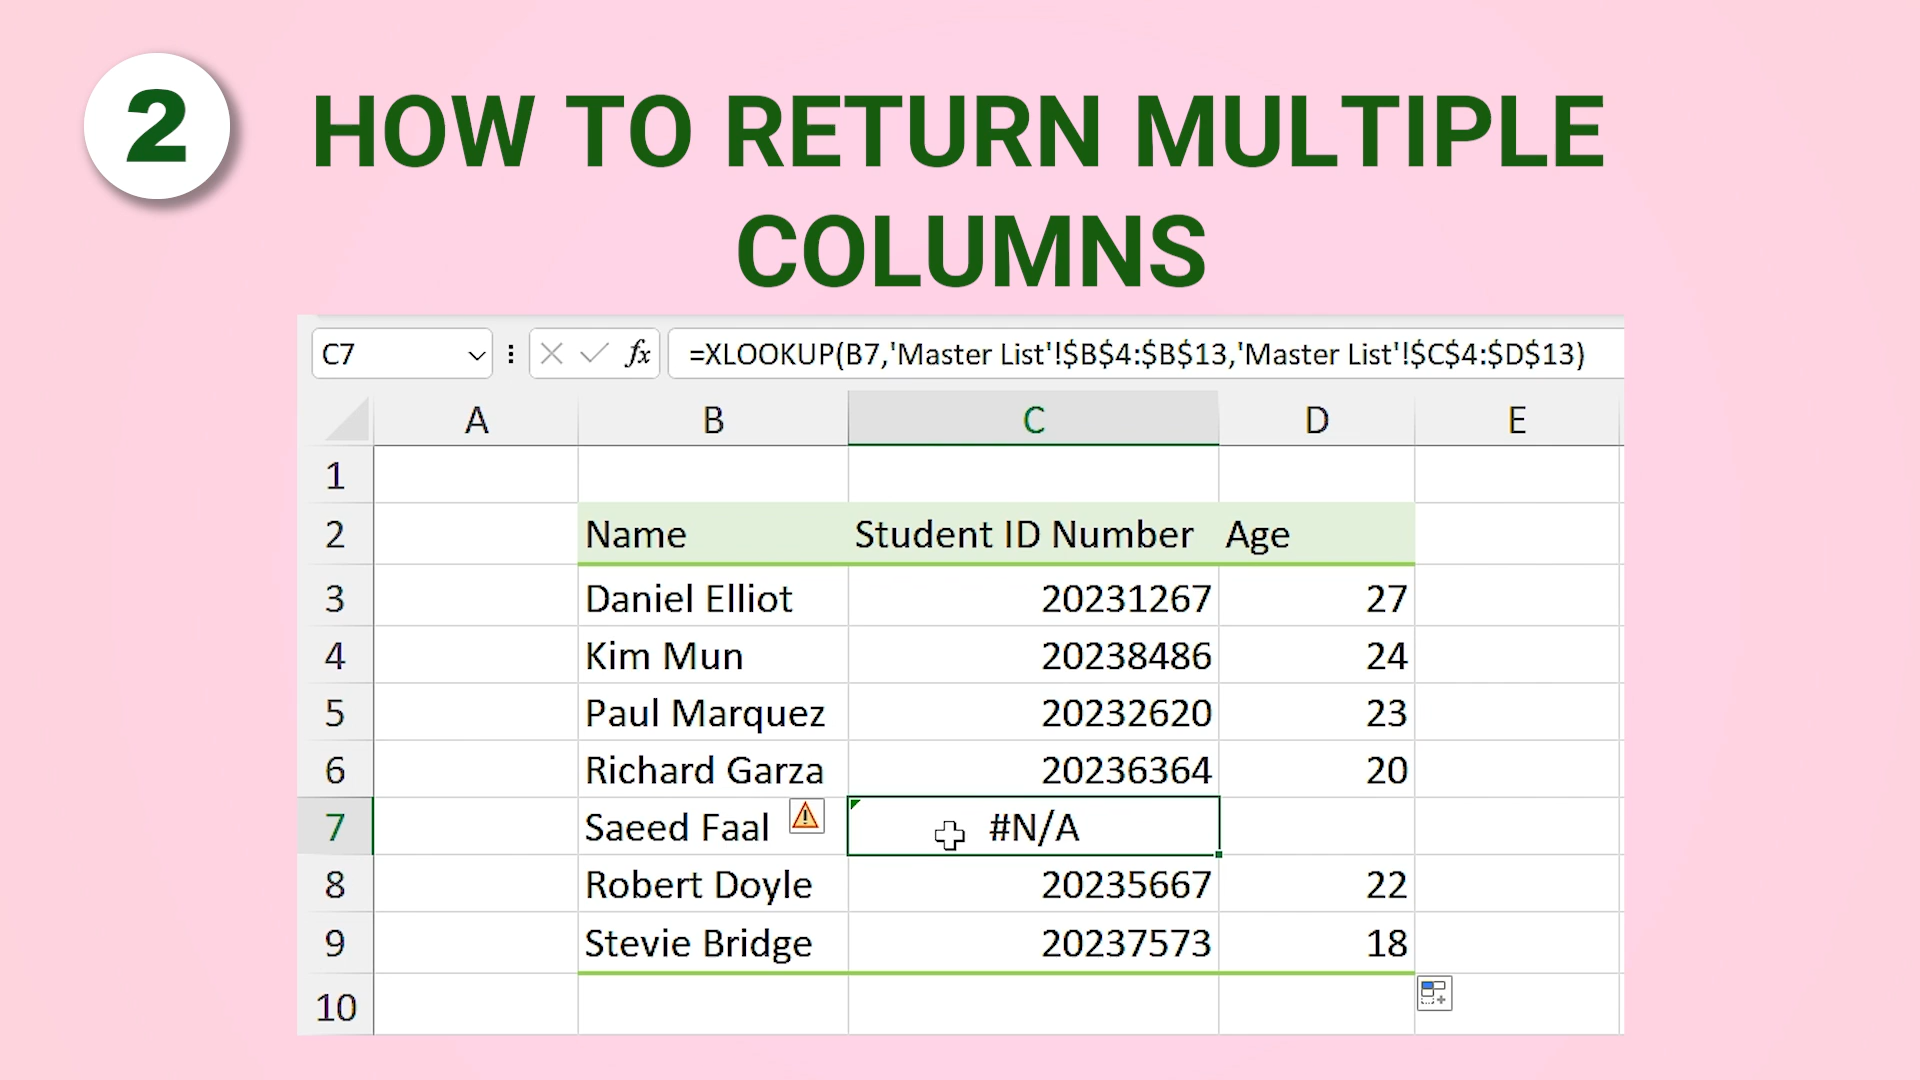 2
HOW TO RETURN MULTIPLE
COLUMNS
C7 fx =XLOOKUP(B7,'Master List'!$B$4:$B$13,'Master List'!$C$4:$D$13)
A B C D E
1
2 Name Student ID Number Age
3 Daniel Elliot 20231267 27
4 Kim Mun 20238486 24
5 Paul Marquez 20232620 23
6 Richard Garza 20236364 20
7 Saeed Faal #N/A
8 Robert Doyle 20235667 22
9 Stevie Bridge 20237573 18
10